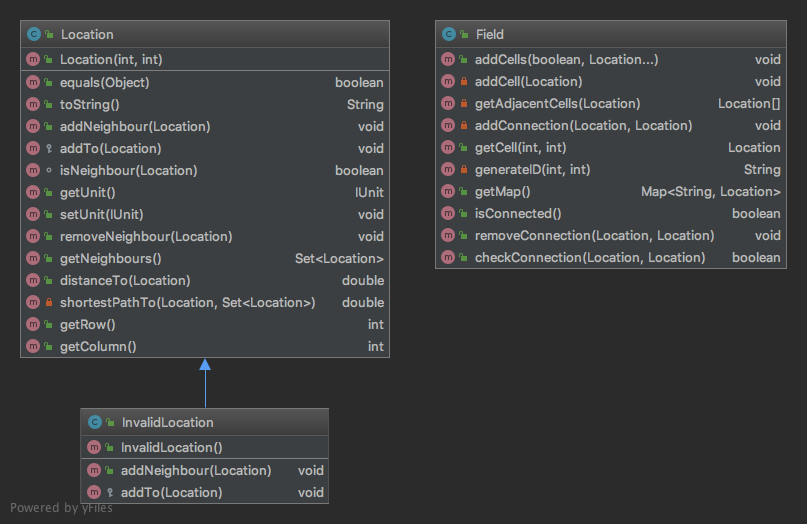 Location
Location(int, int)
equals(Object) boolean
toString() String
addNeighbour(Location) void
addTo(Location) void
isNeighbour(Location) boolean
getUnit() IUnit
setUnit(IUnit) void
removeNeighbour(Location) void
getNeighbours() Set<Location>
distanceTo(Location) double
shortestPathTo(Location, Set<Location>) double
getRow() int
getColumn() int
Field
addCells(boolean, Location...) void
addCell(Location) void
getAdjacentCells(Location) Location[]
addConnection(Location, Location) void
getCell(int, int) Location
generateID(int, int) String
getMap() Map<String, Location>
isConnected() boolean
removeConnection(Location, Location) void
checkConnection(Location, Location) boolean
InvalidLocation
InvalidLocation()
addNeighbour(Location) void
addTo(Location) void
Powered by yFiles